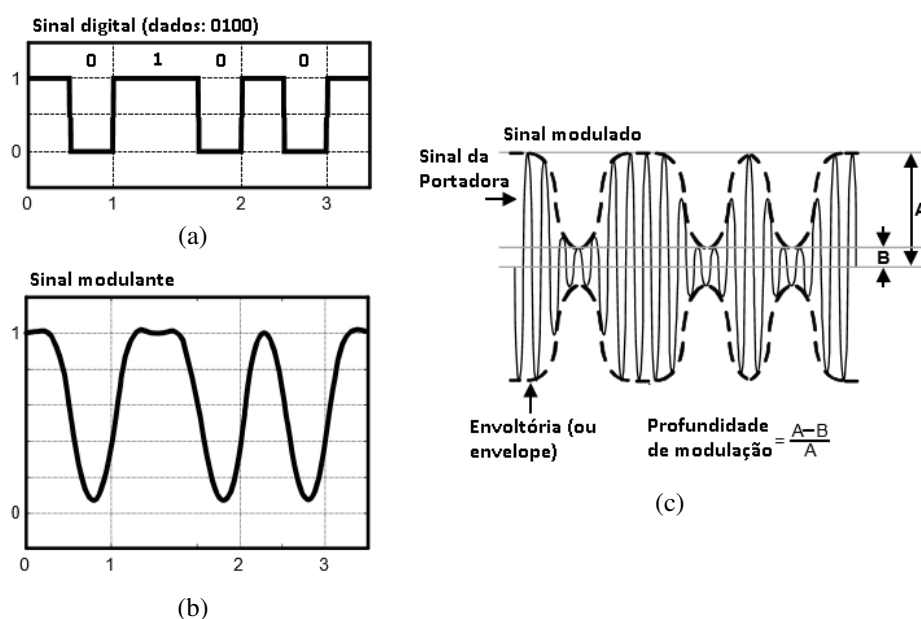 Sinal digital (dados: 0100)
0 1 0 0
1
0
0 1 2 3
(a)
Sinal modulante
1
0
0 1 2 3
(b)
Sinal modulado
Sinal da
Portadora
A
B
Envoltória (ou
envelope)
Profundidade
de modulação = A−B
A
(c)